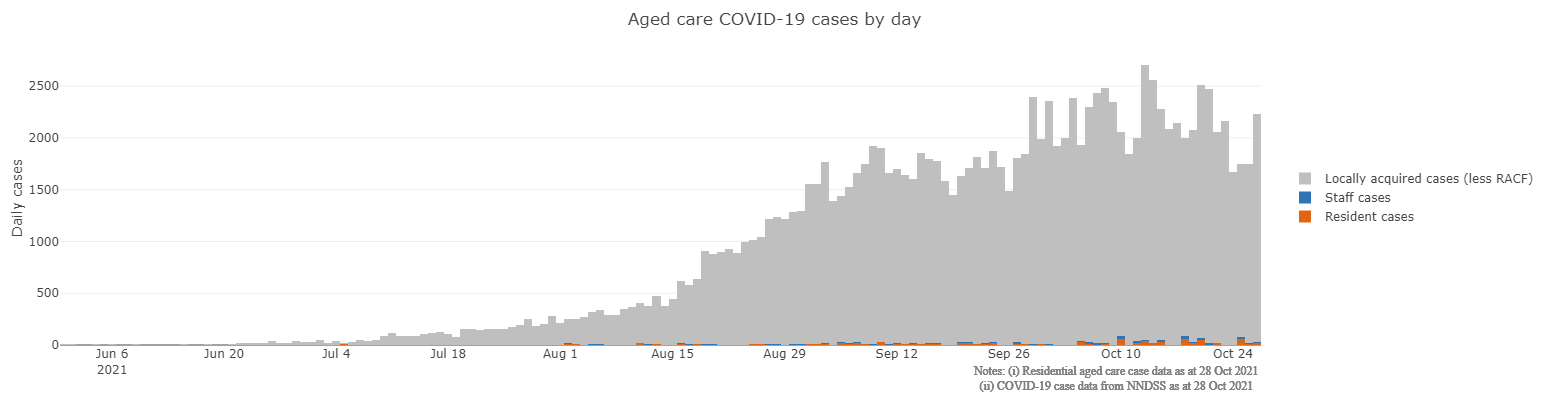 Aged care COVID-19 cases by day
Daily cases
2500
2000
1500
1000
500
0
Jun 6
2021
Jun 20
Jul 4
Jul 18
Aug 1
Aug 15
Aug 29
Sep 12
Sep 26
Oct 10
Oct 24
Locally acquired cases (less RACF)
Staff cases
Resident cases
Notes: (i) Residential aged care case data as at 28 Oct 2021
(ii) COVID-19 case data from NNDSS as at 28 Oct 2021